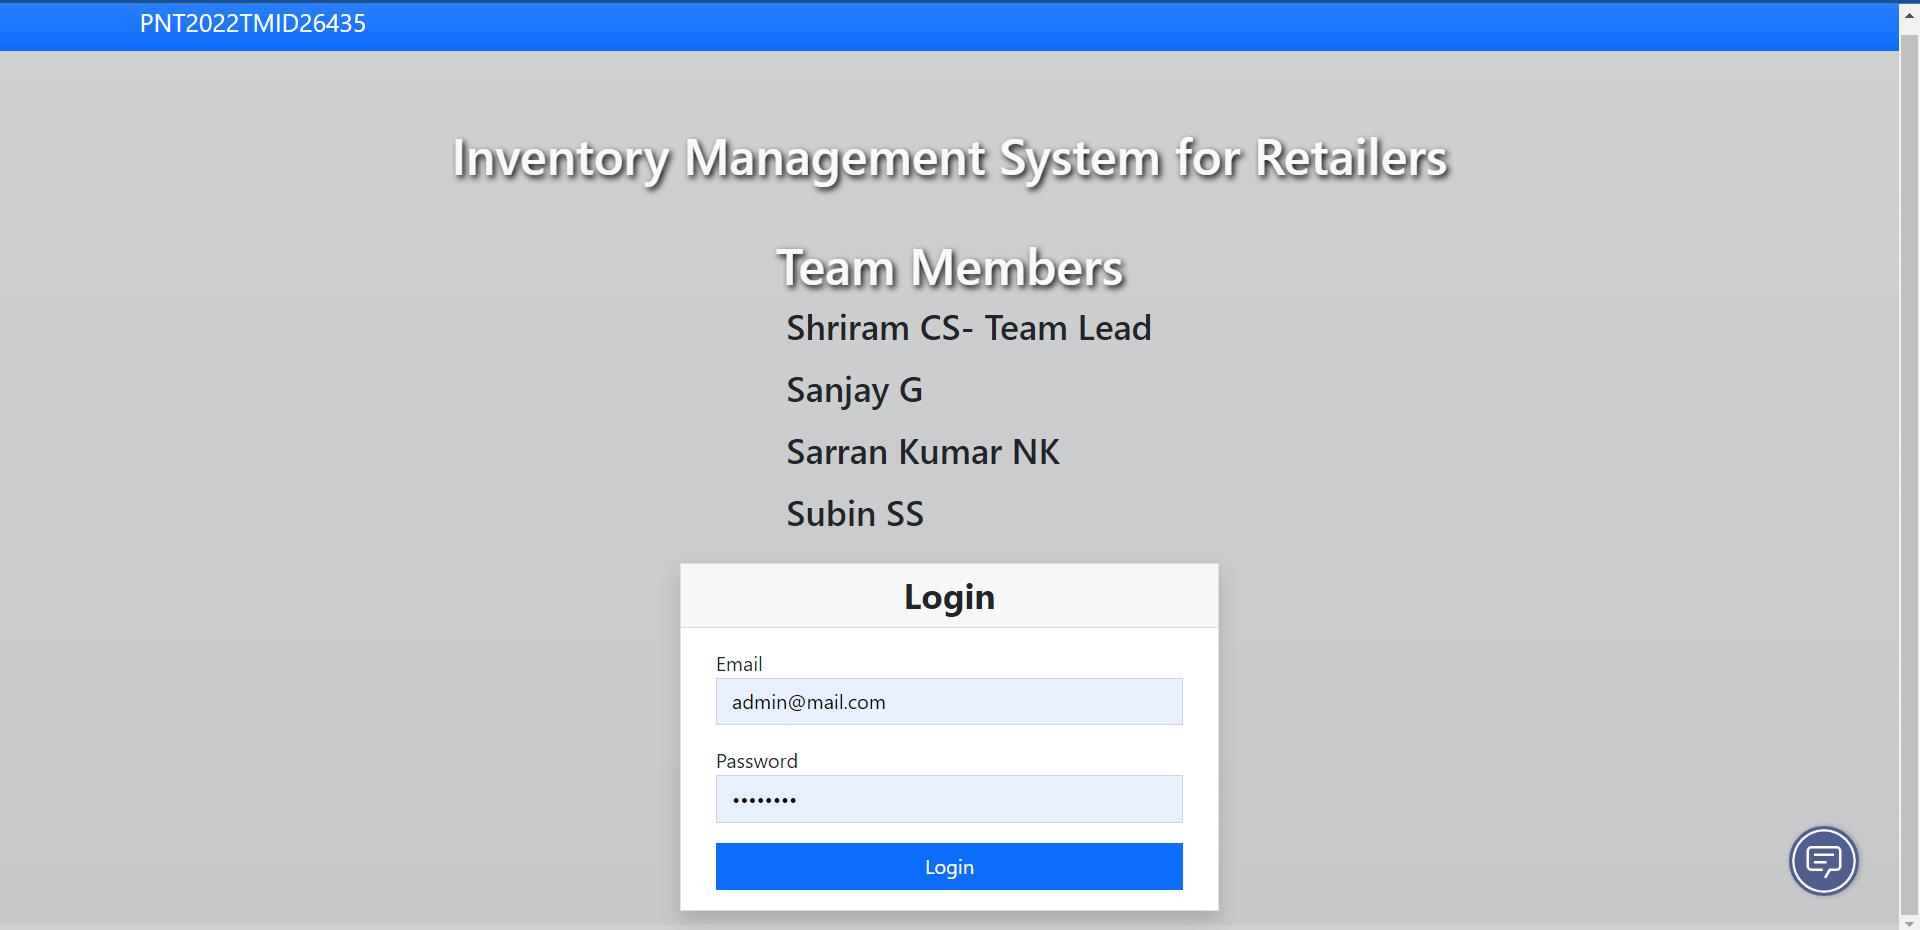 PNT2022TMID26435
Inventory Management System for Retailers
Team Members
Shriram CS- Team Lead
Sanjay G
Sarran Kumar NK
Subin SS
Login
Email
admin@mail.com
Password
••••••••
Login